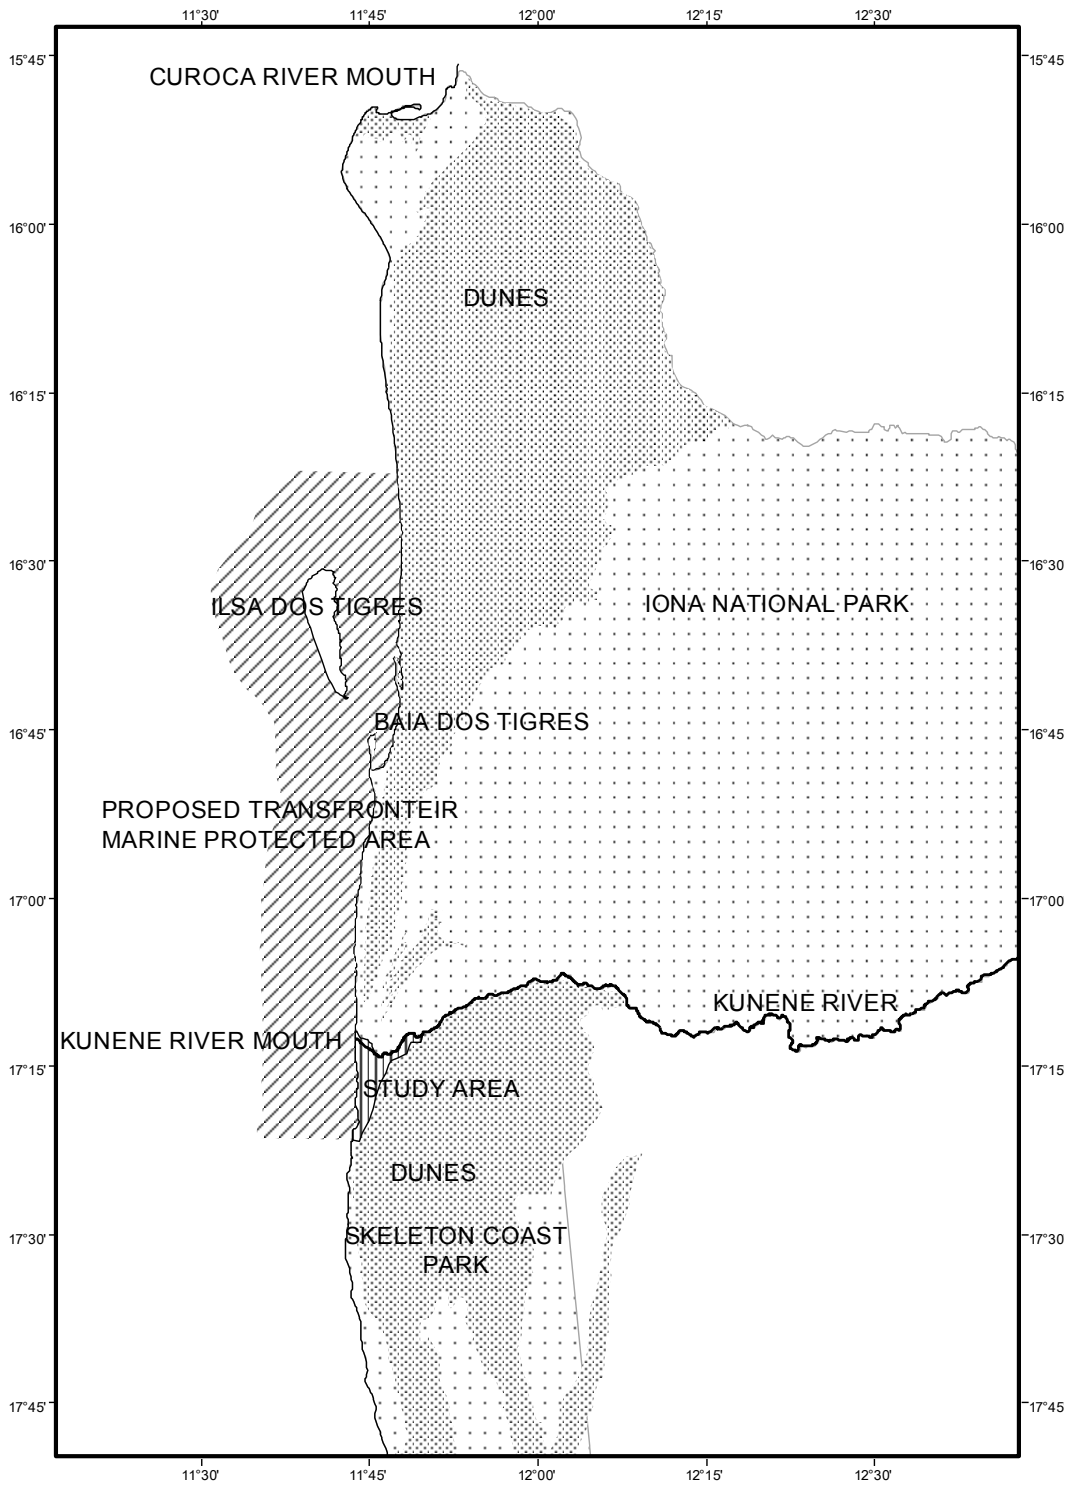 11°30' 11°45' 12°00' 12°15' 12°30'
15°45' 15°45'
CUROCA RIVER MOUTH
16°00' 16°00'
DUNES
16°15' 16°15'
16°30' 16°30'
ILSA DOS TIGRES
IONA NATIONAL PARK
BAIA DOS TIGRES
16°45' 16°45'
PROPOSED TRANSFRONTEIR
MARINE PROTECTED AREA
17°00' 17°00'
KUNENE RIVER
KUNENE RIVER MOUTH
17°15' 17°15'
STUDY AREA
DUNES
17°30' 17°30'
SKELETON COAST
PARK
17°45' 17°45'
11°30' 11°45' 12°00' 12°15' 12°30'